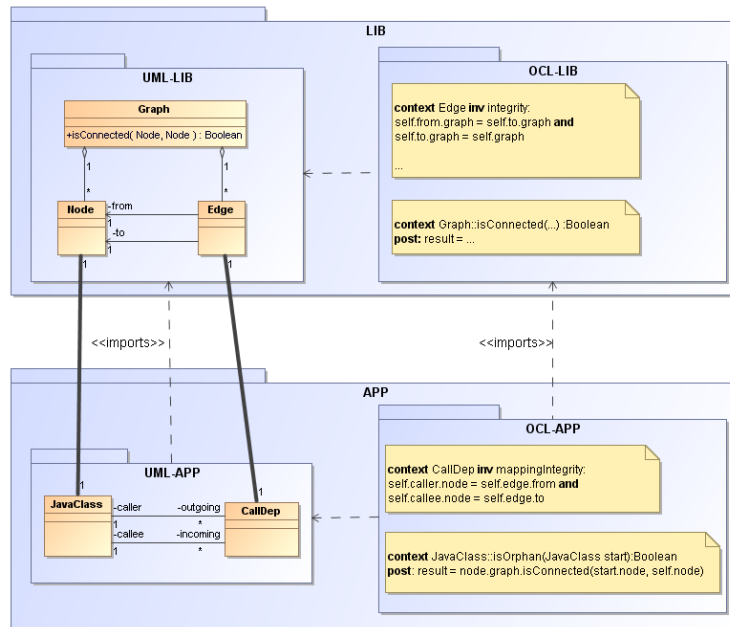 LIB
UML-LIB
Graph
+isConnected( Node, Node ) : Boolean
1
1
*
*
Node
Edge
-from
1
-to
1
1
1
OCL-LIB
context Edge inv integrity:
self.from.graph = self.to.graph and
self.to.graph = self.graph
...
context Graph::isConnected(...) :Boolean
post: result = ...
<<imports>>
<<imports>>
APP
UML-APP
1
1
JavaClass
CallDep
-caller
-outgoing
1
*
-callee
-incoming
1
*
OCL-APP
context CallDep inv mappingIntegrity:
self.caller.node = self.edge.from and
self.callee.node = self.edge.to
context JavaClass::isOrphan(JavaClass start):Boolean
post: result = node.graph.isConnected(start.node, self.node)